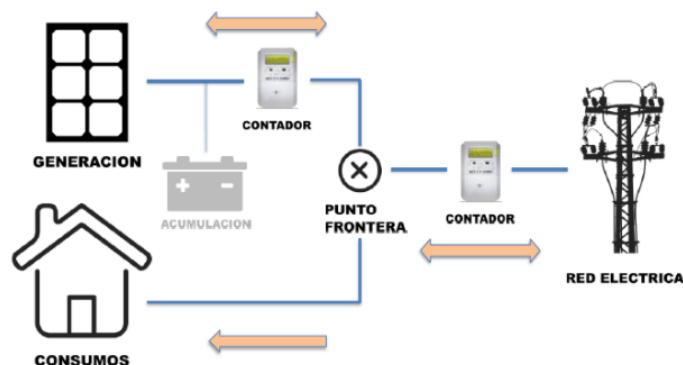 CONTADOR
GENERACION
ACUMULACION
PUNTO
FRONTERA
CONTADOR
RED ELECTRICA
CONSUMOS